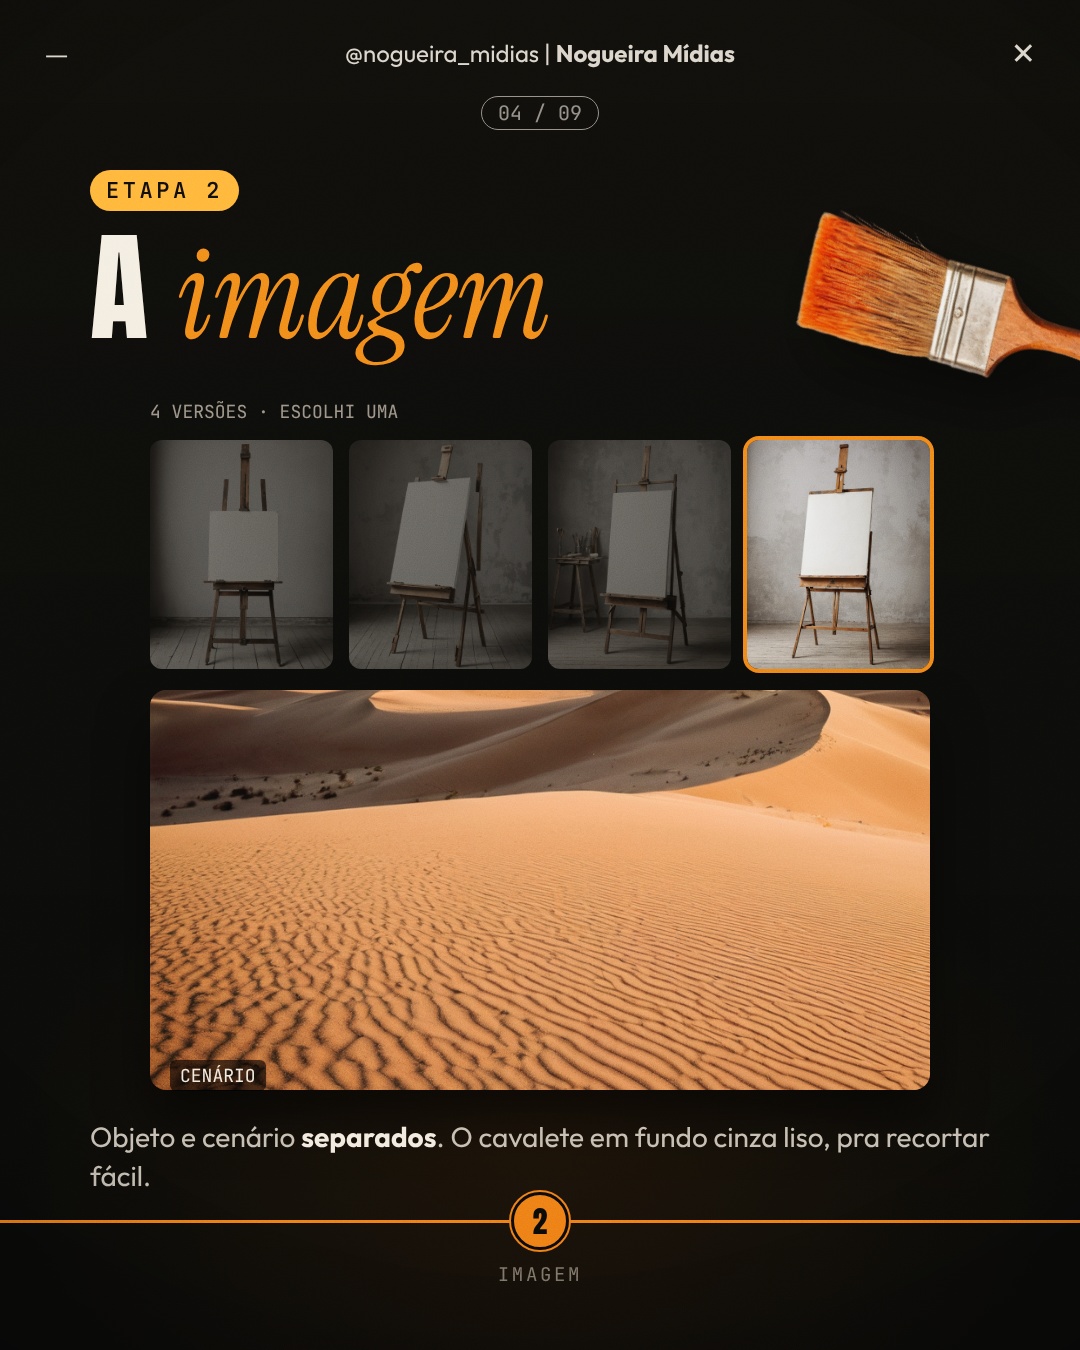 @nogueira_midias | Nogueira Mídias
04 / 09
ETAPA 2
A imagem
4 VERSÕES · ESCOLHI UMA
CENÁRIO
Objeto e cenário separados. O cavalete em fundo cinza liso, pra recortar
fácil.
2
IMAGEM